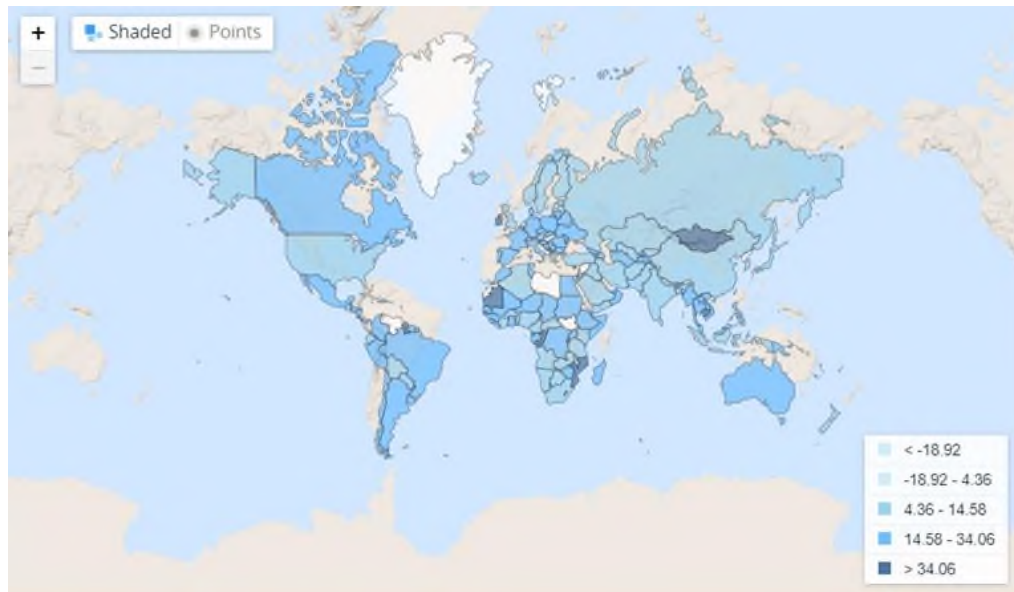 +
Shaded
Points
−
< -18.92
-18.92 - 4.36
4.36 - 14.58
14.58 - 34.06
> 34.06